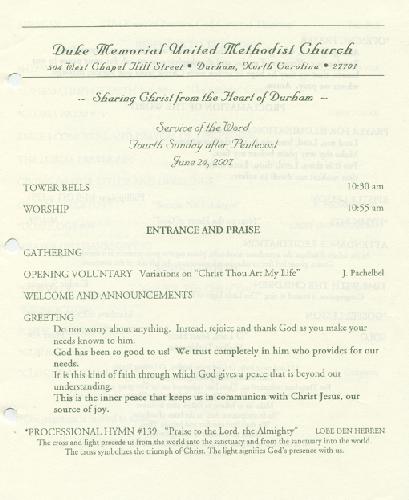 Duke Memorial United Methodist Church
504 West Chapel Hill Street • Durham, North Carolina • 27701
-- Sharing Christ from the Heart of Durham --
Service of the Word
Fourth Sunday after Pentecost
June 24, 2007
TOWER BELLS 10:30 am
WORSHIP 10:55 am
ENTRANCE AND PRAISE
GATHERING
OPENING VOLUNTARY Variations on "Christ Thou Art My Life" J. Pachelbel
WELCOME AND ANNOUNCEMENTS
GREETING
Do not worry about anything. Instead, rejoice and thank God as you make your
needs known to him.
God has been so good to us! We trust completely in him who provides for our
needs.
It is this kind of faith through which God gives a peace that is beyond our
understanding.
This is the inner peace that keeps us in communion with Christ Jesus, our
source of joy.
*PROCESSIONAL HYMN #139 "Praise to the Lord, the Almighty" LOBE DEN HERREN
The cross and light precede us from the world into the sanctuary and from the sanctuary into the world.
The cross symbolizes the triumph of Christ. The light signifies God's presence with us.